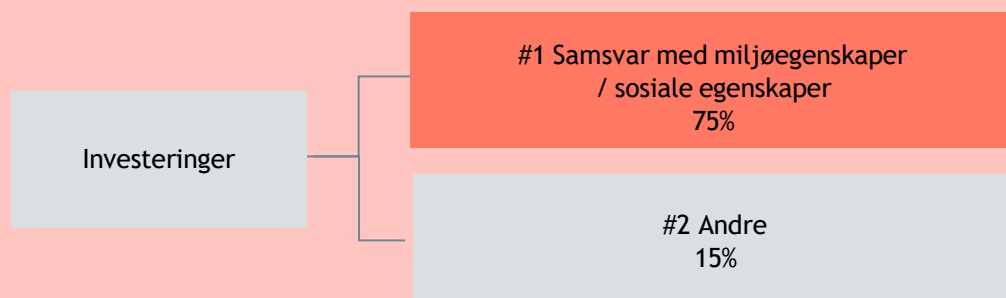 #1 Samsvar med miljøegenskaper
/ sosiale egenskaper
75%
Investeringer
#2 Andre
15%